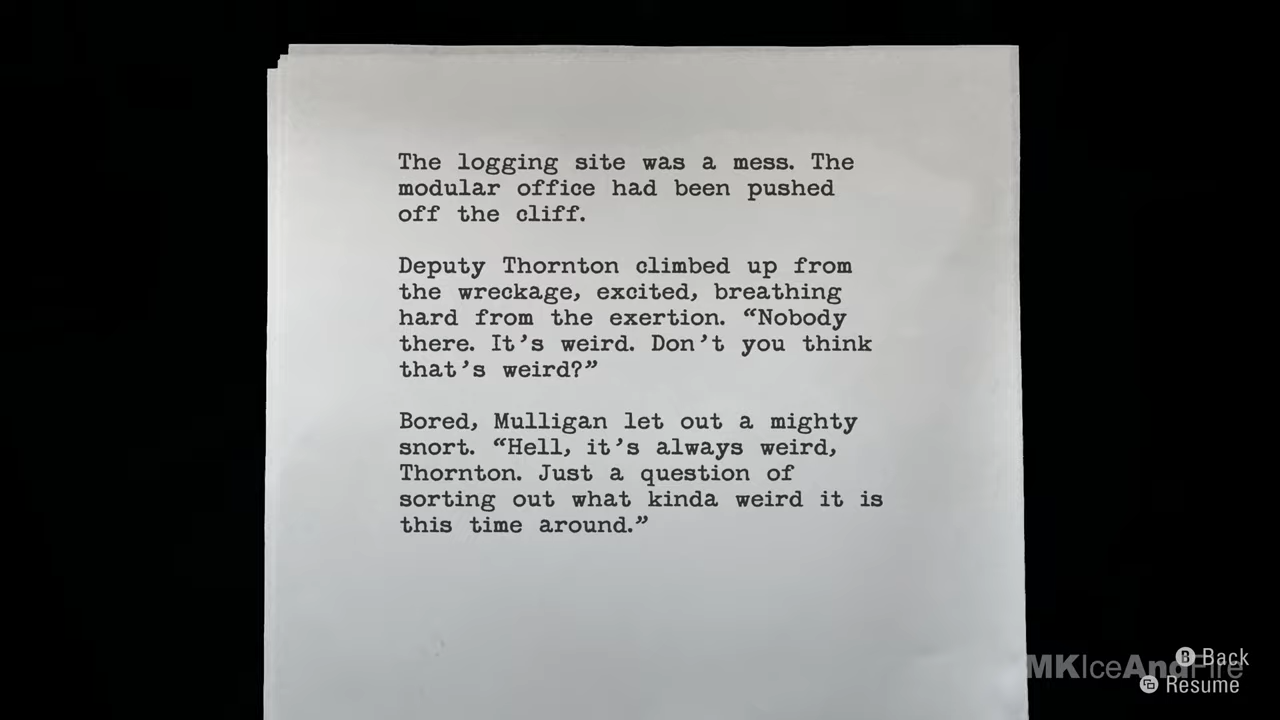 The logging site was a mess. The
modular office had been pushed
off the cliff.
Deputy Thornton climbed up from
the wreckage, excited, breathing
hard from the exertion. “Nobody
there. It’s weird. Don’t you think
that’s weird?”
Bored, Mulligan let out a mighty
snort. “Hell, it’s always weird,
Thornton. Just a question of
sorting out what kinda weird it is
this time around.”
MKIceAndFire
B Back
Resume